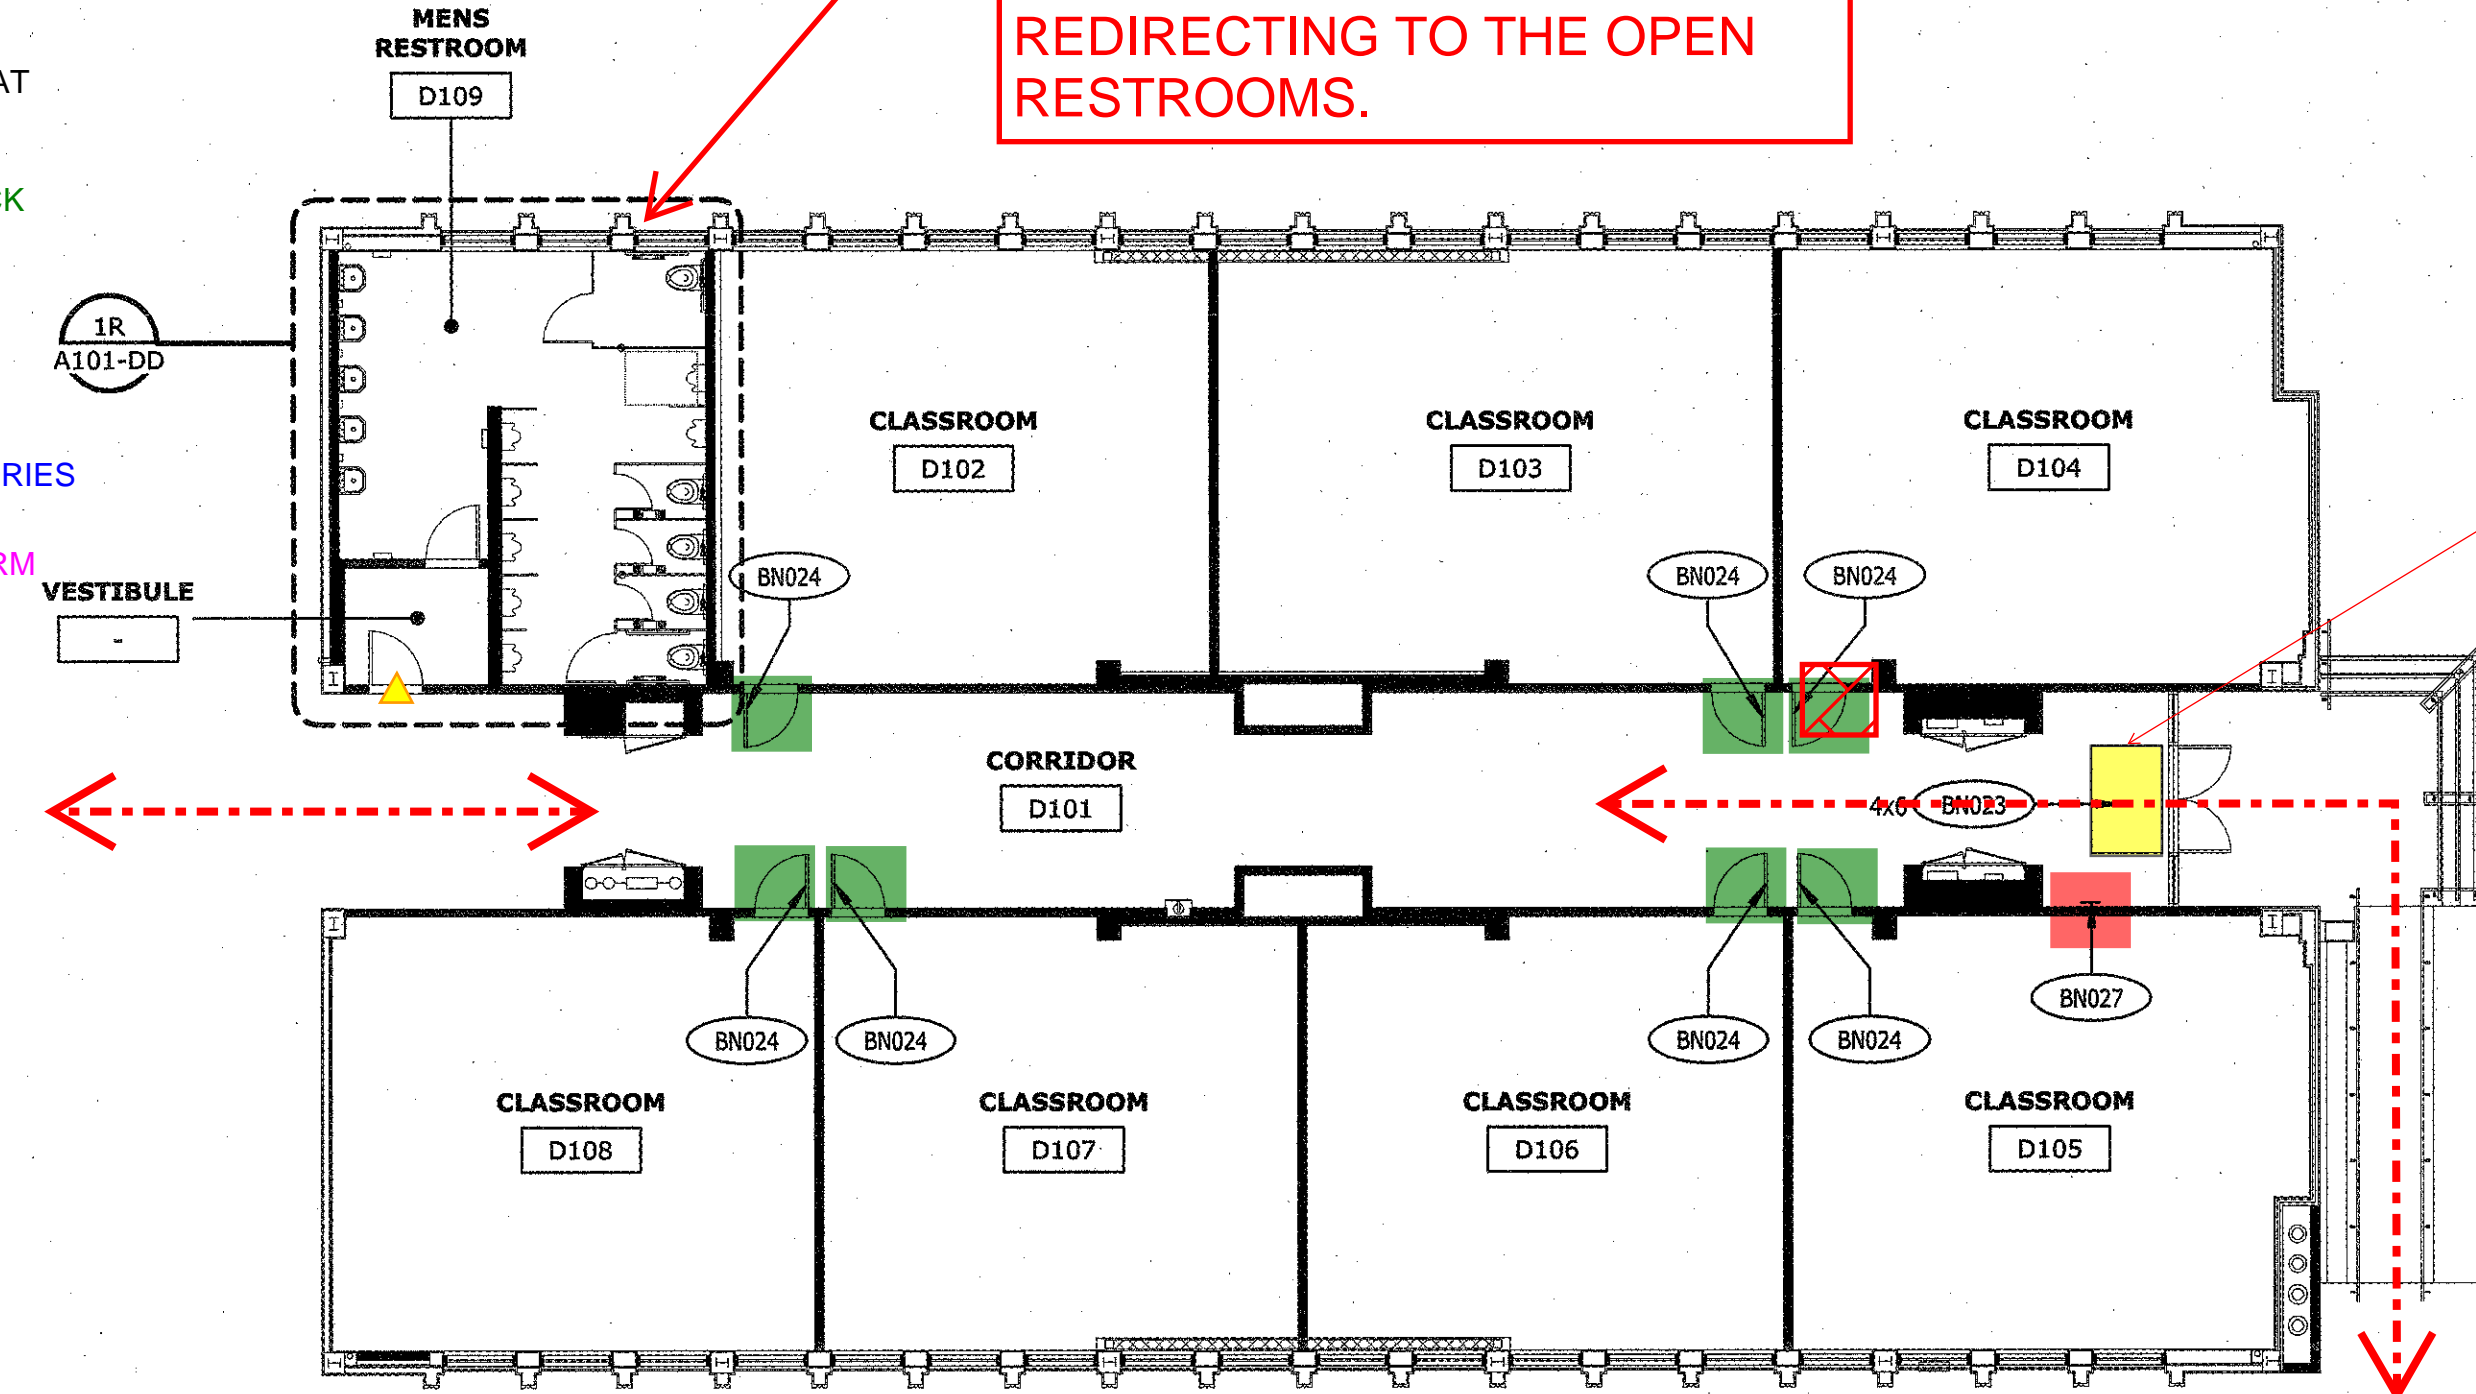 MENS
RESTROOM
D109
REDIRECTING TO THE OPEN
RESTROOMS.
AT
CK
1R
A101-DD
RIES
RM
VESTIBULE
-
CLASSROOM
D102
CLASSROOM
D103
CLASSROOM
D104
BN024
BN024
BN024
CORRIDOR
D101
4x6
BN023
BN027
BN024
BN024
BN024
BN024
CLASSROOM
D108
CLASSROOM
D107
CLASSROOM
D106
CLASSROOM
D105